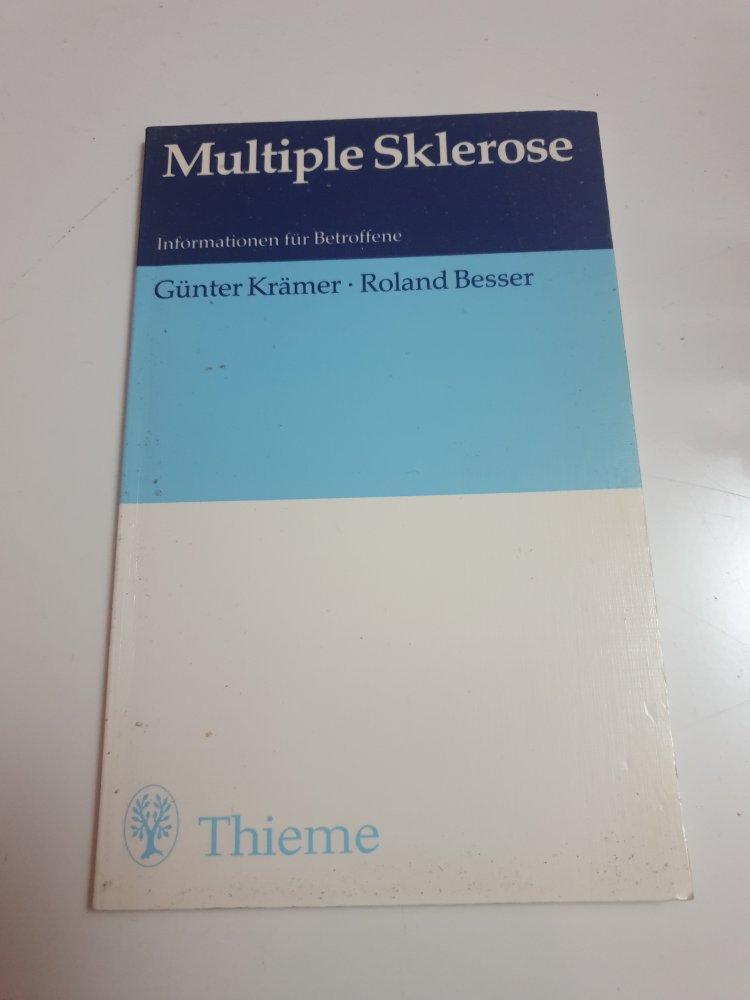 Multiple Sklerose
Informationen für Betroffene
Günter Krämer · Roland Besser
Thieme